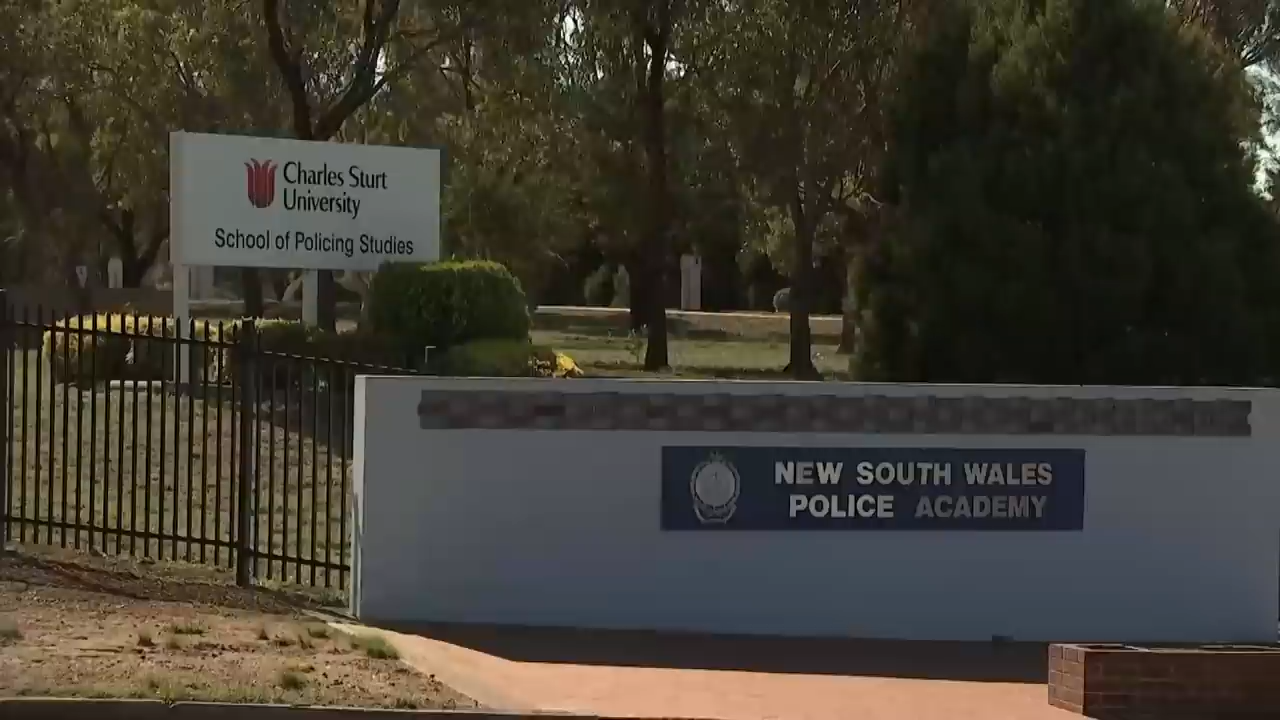 Charles Sturt
University
School of Policing Studies
NEW SOUTH WALES
POLICE ACADEMY